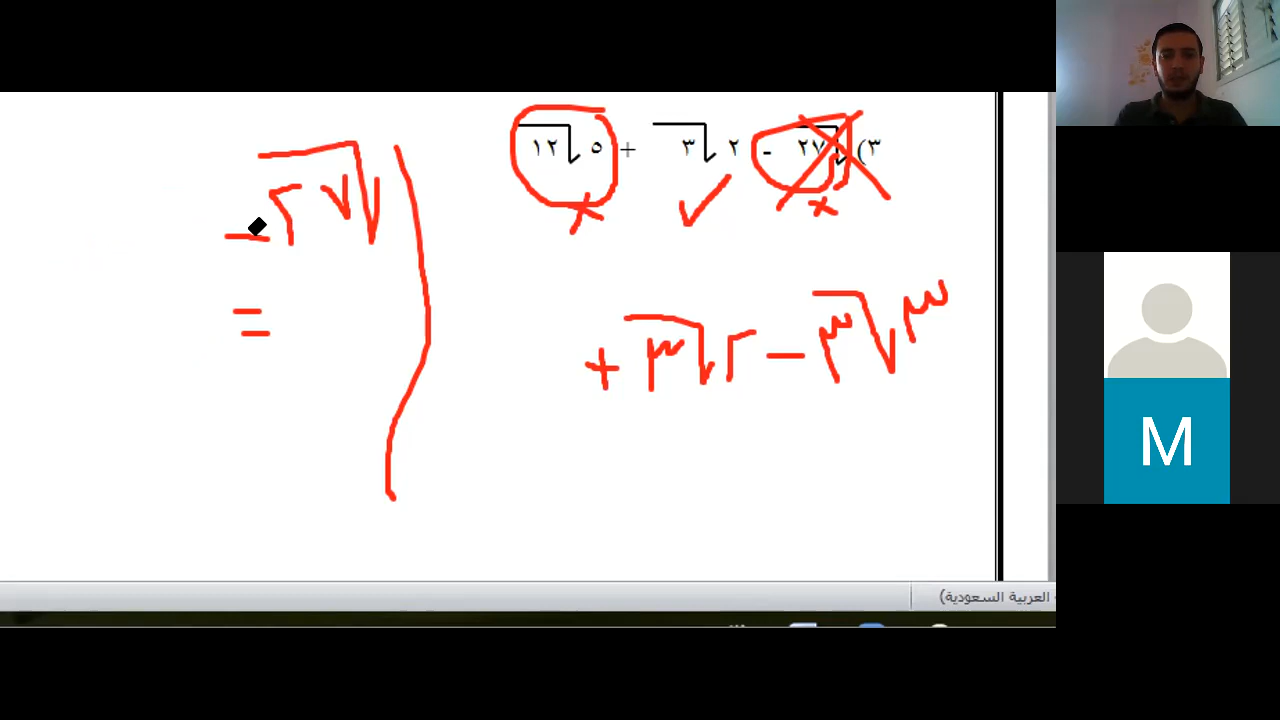 ٣) √٢٧ - ٢√٣ + ٥√١٢
√٢٧
=
٣√٣ – ٢√٣ +
M
العربية السعودية)